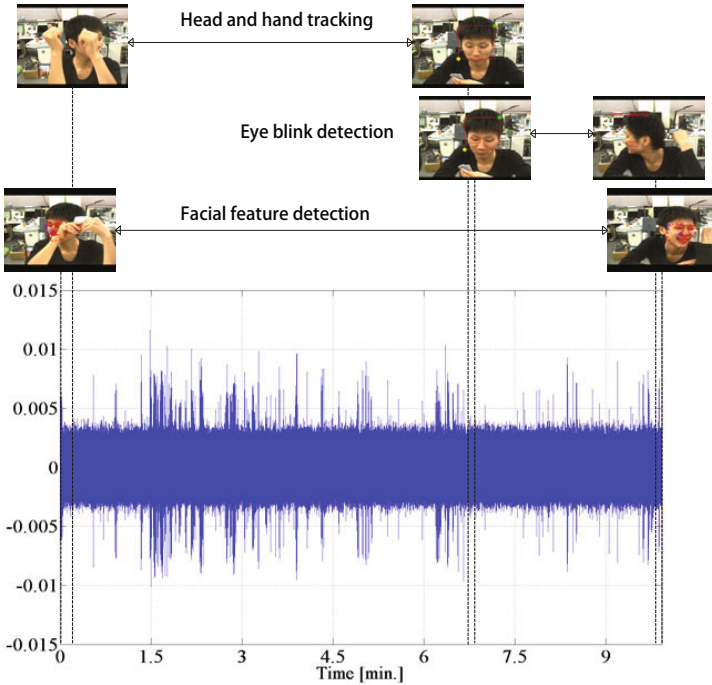 Head and hand tracking
Eye blink detection
Facial feature detection
0.015
0.01
0.005
0
-0.005
-0.01
-0.015
0 1.5 3 4.5 6 7.5 9
Time [min.]